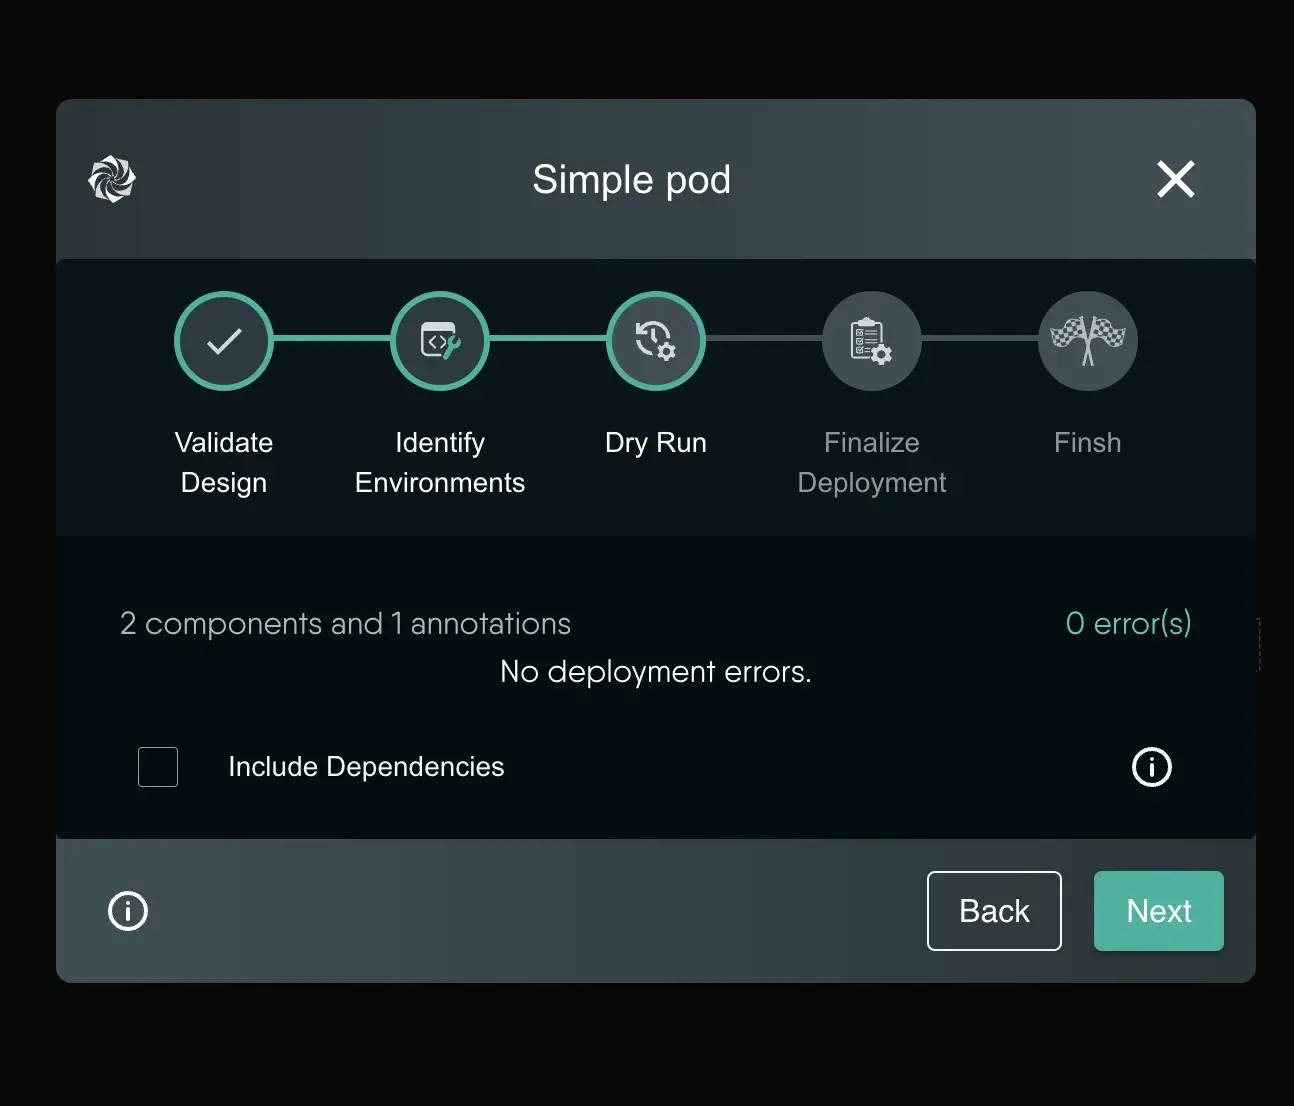 Simple pod
Validate
Design
Identify
Environments
Dry Run
Finalize
Deployment
Finsh
2 components and 1 annotations
0 error(s)
No deployment errors.
Include Dependencies
Back
Next